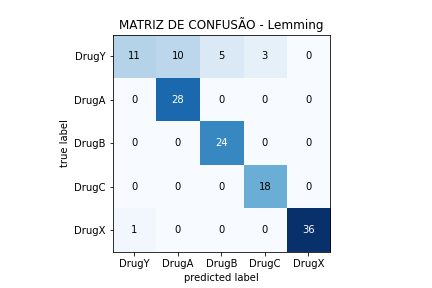 MATRIZ DE CONFUSÃO - Lemming
DrugY 11 10 5 3 0
DrugA 0 28 0 0 0
DrugB 0 0 24 0 0
DrugC 0 0 0 18 0
DrugX 1 0 0 0 36
DrugY DrugA DrugB DrugC DrugX
true label
predicted label